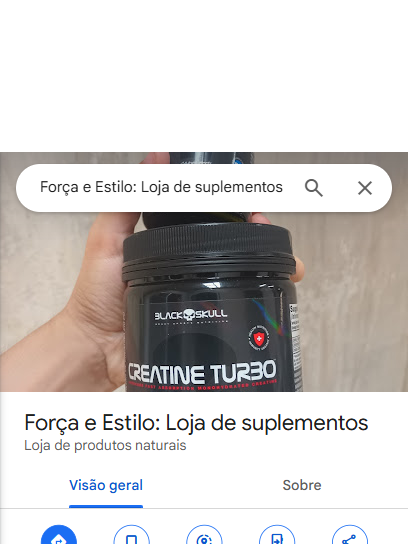 Força e Estilo: Loja de suplementos
BLACK SKULL
CREATINE TURBO
Força e Estilo: Loja de suplementos
Loja de produtos naturais
Visão geral
Sobre